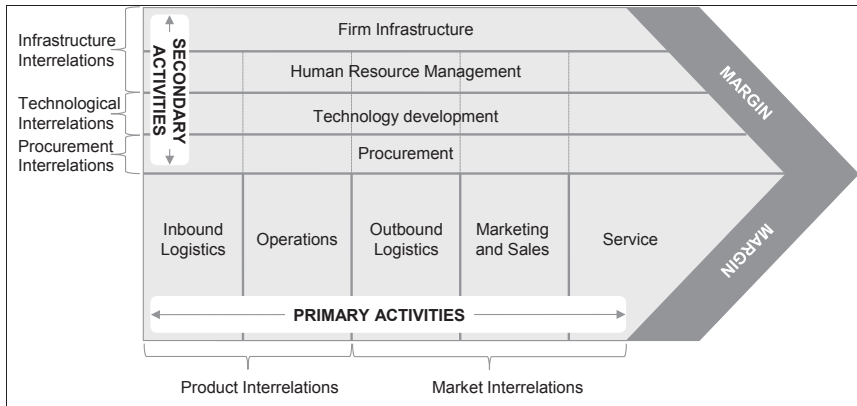 Infrastructure
Interrelations
Technological
Interrelations
Procurement
Interrelations
SECONDARY
ACTIVITIES
Firm Infrastructure
Human Resource Management
Technology development
Procurement
Inbound
Logistics
Operations
Outbound
Logistics
Marketing
and Sales
Service
MARGIN
MARGIN
PRIMARY ACTIVITIES
Product Interrelations
Market Interrelations